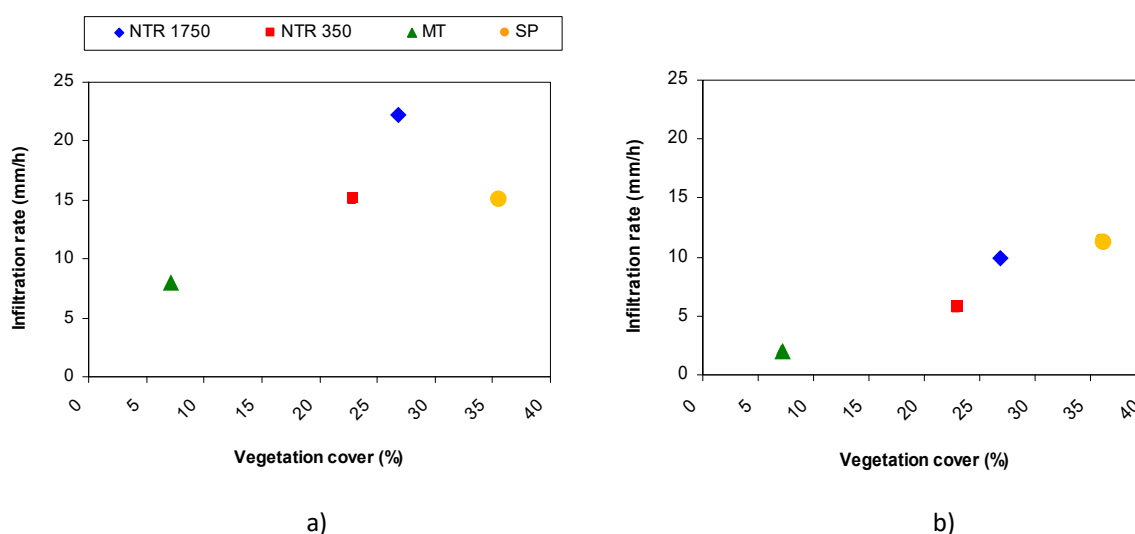 NTR 1750 NTR 350 MT SP
25
20
15
10
5
0
Infiltration rate (mm/h)
0 5 10 15 20 25 30 35 40
Vegetation cover (%)
a)
25
20
15
10
5
0
Infiltration rate (mm/h)
0 5 10 15 20 25 30 35 40
Vegetation cover (%)
b)